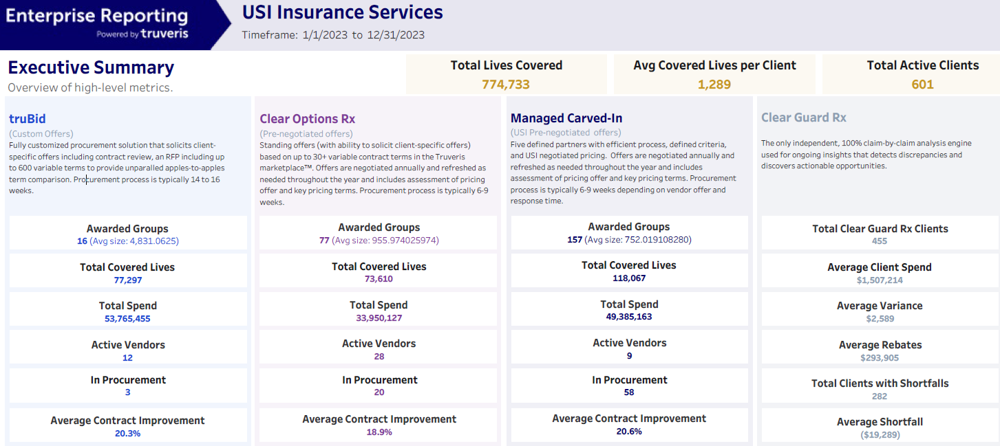 Enterprise Reporting
Powered by truveris
USI Insurance Services
Timeframe: 1/1/2023 to 12/31/2023
Executive Summary
Overview of high-level metrics.
Total Lives Covered
774,733
Avg Covered Lives per Client
1,289
Total Active Clients
601
truBid
(Custom Offers)
Fully customized procurement solution that solicits client-
specific offers including contract review, an RFP including up
to 600 variable terms to provide unparalled apples-to-apples
term comparison. Procurement process is typically 14 to 16
weeks.
Awarded Groups
16 (Avg size: 4,831.0625)
Total Covered Lives
77,297
Total Spend
53,765,455
Active Vendors
12
In Procurement
3
Average Contract Improvement
20.3%
Clear Options Rx
(Pre-negotiated offers)
Standing offers (with ability to solicit client-specific offers)
based on up to 30+ variable contract terms in the Truveris
marketplace™. Offers are negotiated annually and refreshed as
needed throughout the year and includes assessment of pricing
offer and key pricing terms. Procurement process is typically 6-9
weeks.
Awarded Groups
77 (Avg size: 955.974025974)
Total Covered Lives
73,610
Total Spend
33,950,127
Active Vendors
28
In Procurement
20
Average Contract Improvement
18.9%
Managed Carved-In
(USI Pre-negotiated offers)
Five defined partners with efficient process, defined criteria,
and USI negotiated pricing. Offers are negotiated annually and
refreshed as needed throughout the year and includes
assessment of pricing offer and key pricing terms. Procurement
process is typically 6-9 weeks depending on vendor offer and
response time.
Awarded Groups
157 (Avg size: 752.019108280)
Total Covered Lives
118,067
Total Spend
49,385,163
Active Vendors
9
In Procurement
58
Average Contract Improvement
20.6%
Clear Guard Rx
The only independent, 100% claim-by-claim analysis engine
used for ongoing insights that detects discrepancies and
discovers actionable opportunities.
Total Clear Guard Rx Clients
455
Average Client Spend
$1,507,214
Average Variance
$2,589
Average Rebates
$293,905
Total Clients with Shortfalls
282
Average Shortfall
($19,289)